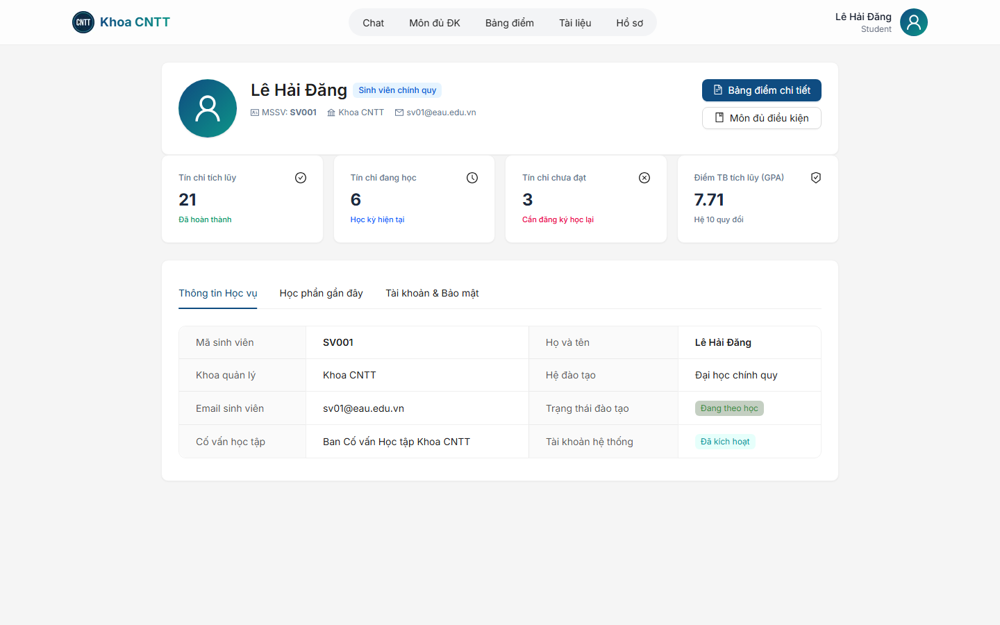 CNTT Khoa CNTT
Chat Môn đủ ĐK Bảng điểm Tài liệu Hồ sơ
Lê Hải Đăng
Student
Lê Hải Đăng Sinh viên chính quy
MSSV: SV001 Khoa CNTT sv01@eau.edu.vn
Bảng điểm chi tiết
Môn đủ điều kiện
Tín chỉ tích lũy
21
Đã hoàn thành
Tín chỉ đang học
6
Học kỳ hiện tại
Tín chỉ chưa đạt
3
Cần đăng ký học lại
Điểm TB tích lũy (GPA)
7.71
Hệ 10 quy đổi
Thông tin Học vụ Học phần gần đây Tài khoản & Bảo mật
Mã sinh viên SV001 Họ và tên Lê Hải Đăng
Khoa quản lý Khoa CNTT Hệ đào tạo Đại học chính quy
Email sinh viên sv01@eau.edu.vn Trạng thái đào tạo Đang theo học
Cố vấn học tập Ban Cố vấn Học tập Khoa CNTT Tài khoản hệ thống Đã kích hoạt